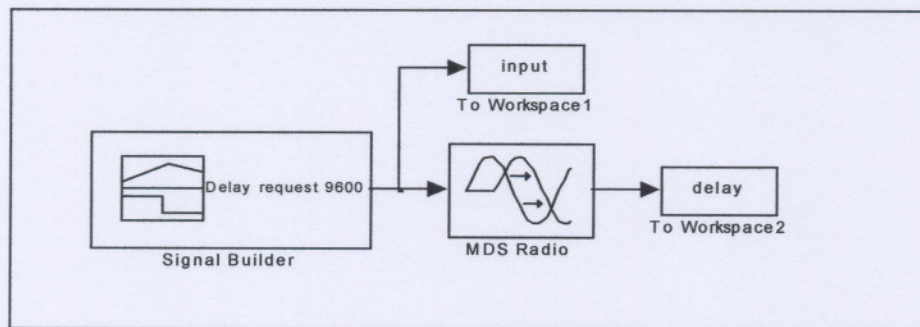 input
To Workspace1
Delay request 9600
Signal Builder
MDS Radio
delay
To Workspace2